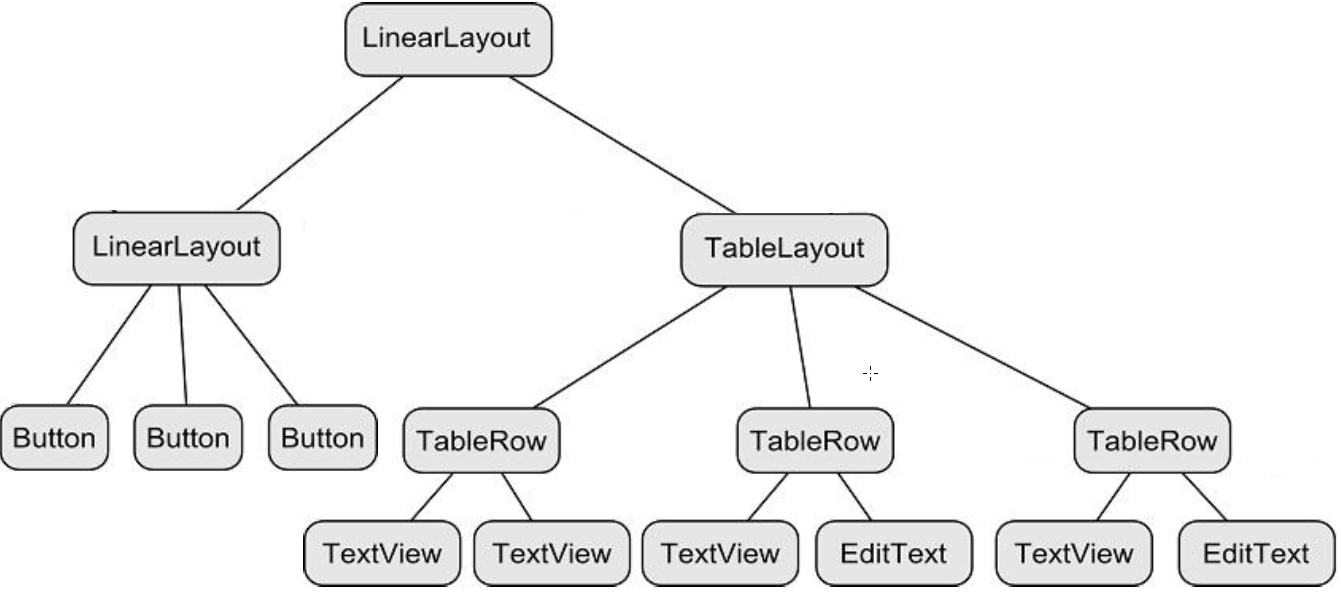 LinearLayout
LinearLayout
TableLayout
Button
Button
Button
TableRow
TableRow
TableRow
TextView
TextView
TextView
EditText
TextView
EditText